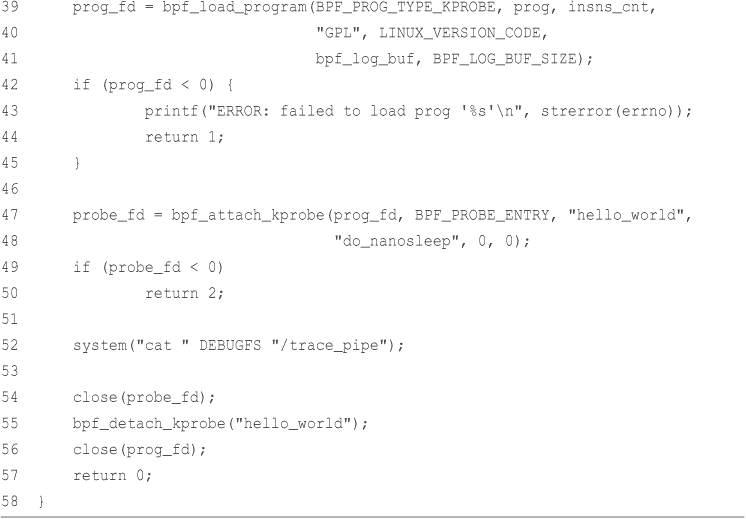 39      prog_fd = bpf_load_program(BPF_PROG_TYPE_KPROBE, prog, insns_cnt,
40                                 "GPL", LINUX_VERSION_CODE,
41                                 bpf_log_buf, BPF_LOG_BUF_SIZE);
42      if (prog_fd < 0) {
43              printf("ERROR: failed to load prog '%s'\n", strerror(errno));
44              return 1;
45      }
46
47      probe_fd = bpf_attach_kprobe(prog_fd, BPF_PROBE_ENTRY, "hello_world",
48                                   "do_nanosleep", 0, 0);
49      if (probe_fd < 0)
50              return 2;
51
52      system("cat " DEBUGFS "/trace_pipe");
53
54      close(probe_fd);
55      bpf_detach_kprobe("hello_world");
56      close(prog_fd);
57      return 0;
58  }